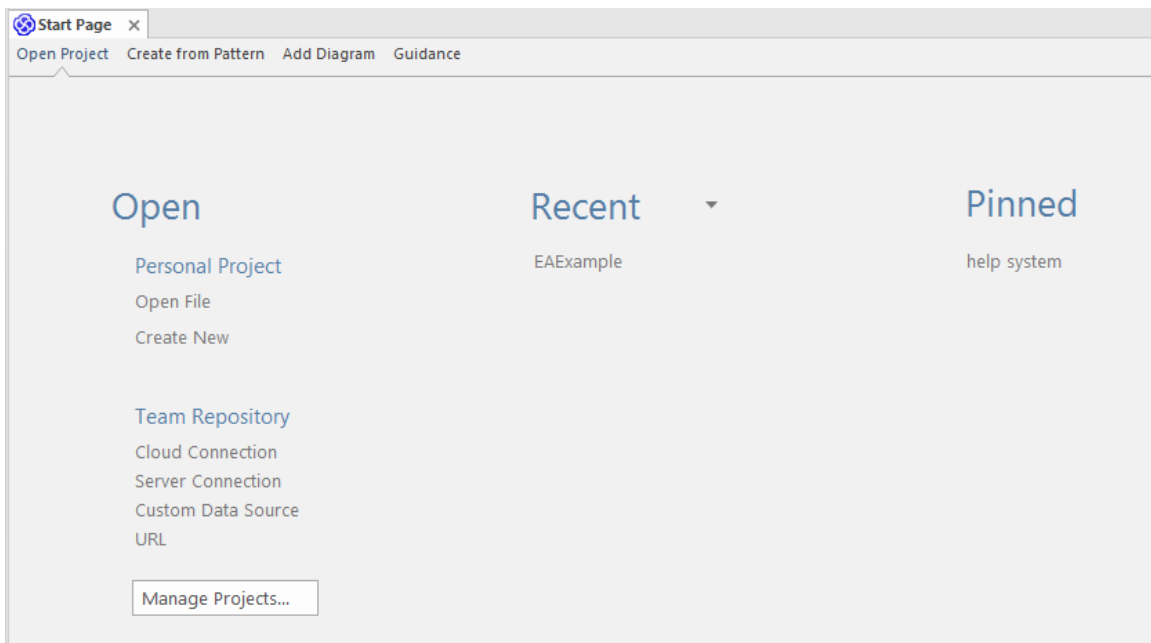 Start Page
Open Project Create from Pattern Add Diagram Guidance
Open
Personal Project
Open File
Create New
Team Repository
Cloud Connection
Server Connection
Custom Data Source
URL
Manage Projects...
Recent
EAExample
Pinned
help system